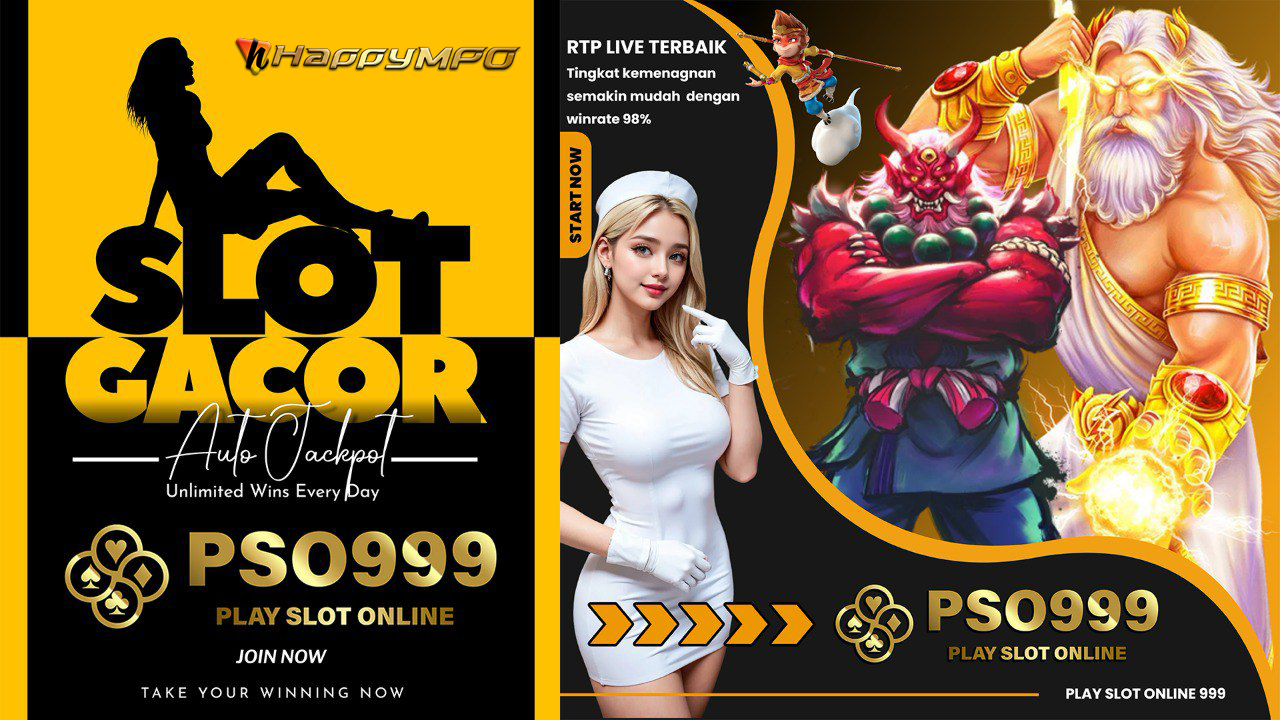 HAPPYMPO
SLOT
GACOR
Auto Jackpot
Unlimited Wins Every Day
PSO999
PLAY SLOT ONLINE
JOIN NOW
TAKE YOUR WINNING NOW
RTP LIVE TERBAIK
Tingkat kemenagnan
semakin mudah dengan
winrate 98%
START NOW
PSO999
PLAY SLOT ONLINE
PLAY SLOT ONLINE 999